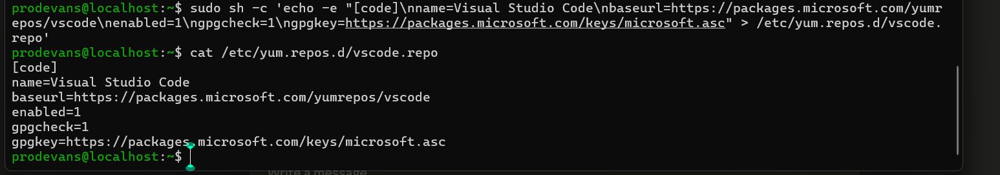 prodevans@localhost:~$ sudo sh -c 'echo -e "[code]\nname=Visual Studio Code\nbaseurl=https://packages.microsoft.com/yumr
epos/vscode\nenabled=1\ngpgcheck=1\ngpgkey=https://packages.microsoft.com/keys/microsoft.asc" > /etc/yum.repos.d/vscode.
repo'
prodevans@localhost:~$ cat /etc/yum.repos.d/vscode.repo
[code]
name=Visual Studio Code
baseurl=https://packages.microsoft.com/yumrepos/vscode
enabled=1
gpgcheck=1
gpgkey=https://packages.microsoft.com/keys/microsoft.asc
prodevans@localhost:~$
Write a message